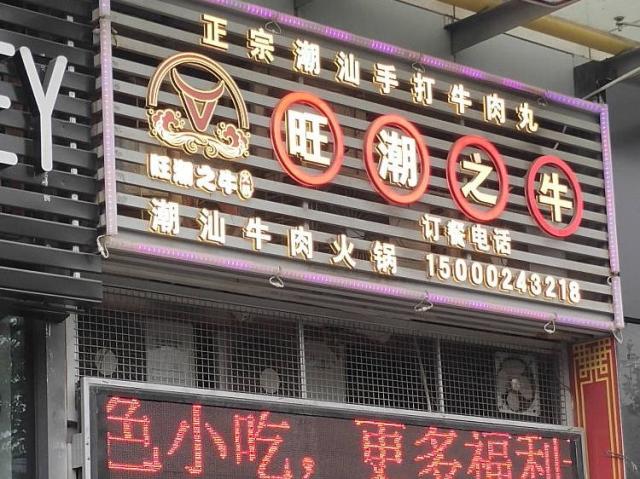 正宗潮汕手打牛肉丸
旺潮之牛
旺潮之牛
潮汕牛肉火锅
订餐电话
15000243218
EY
色小吃，更多福利